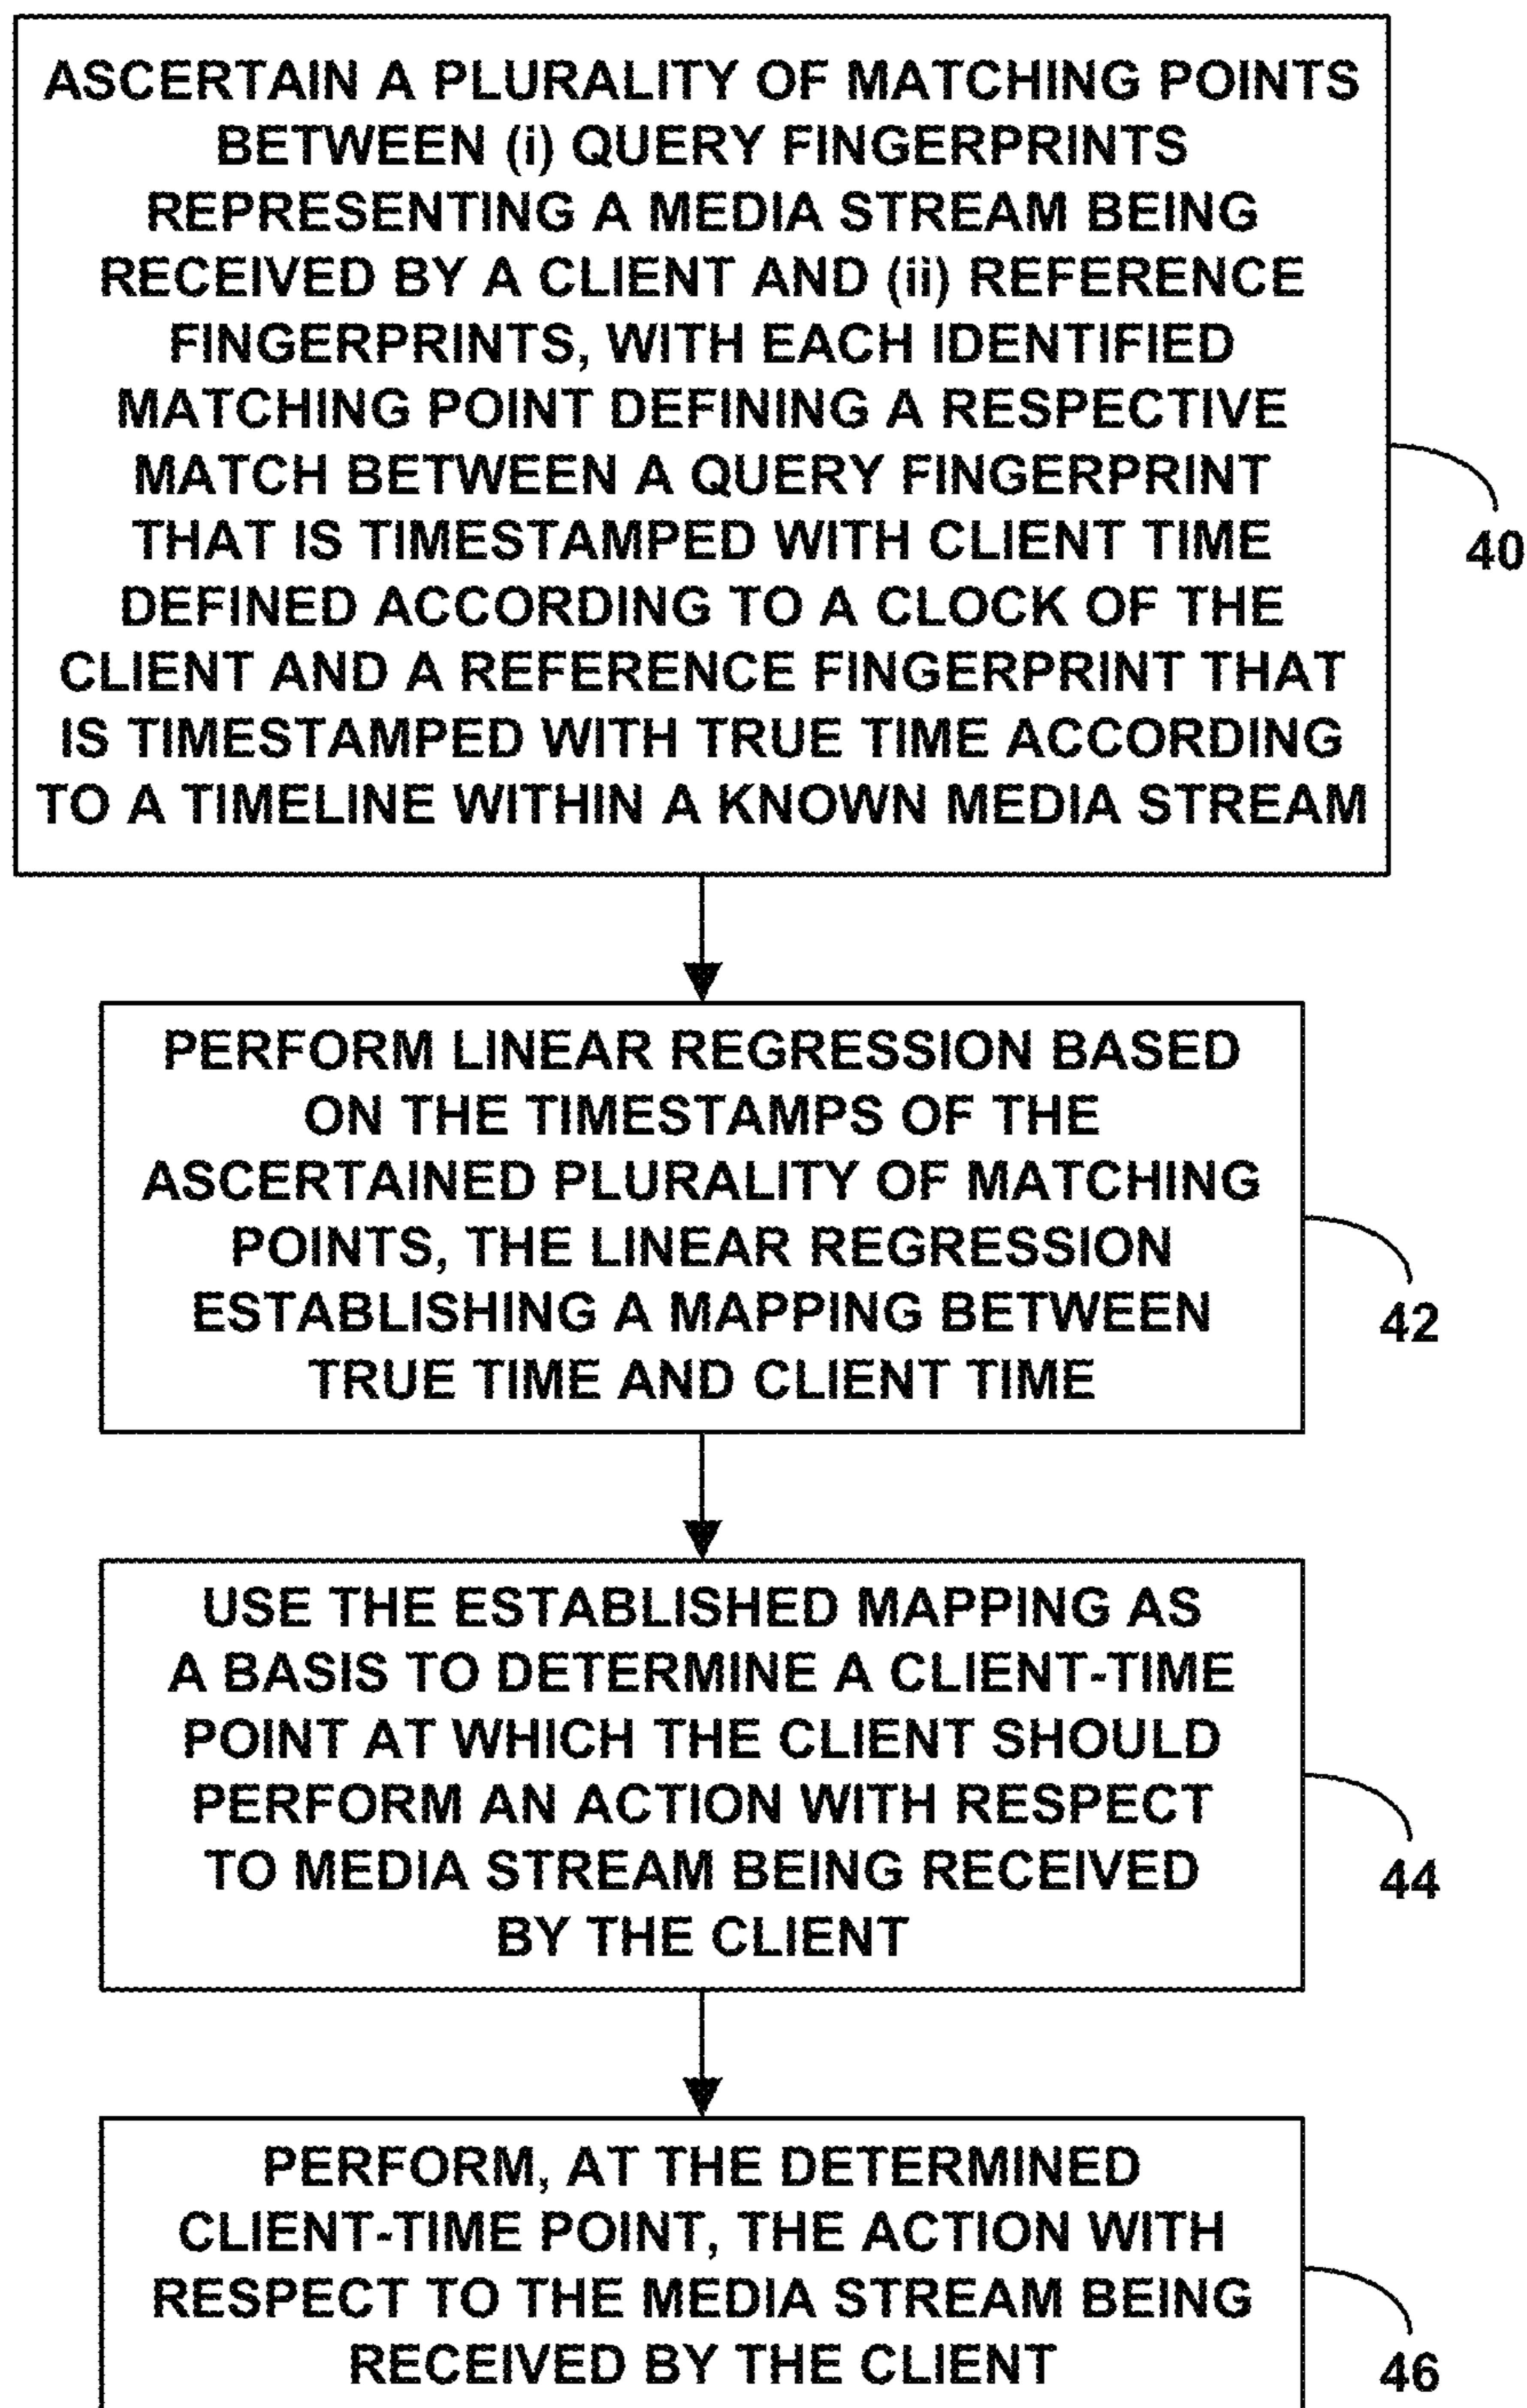 ASCERTAIN A PLURALITY OF MATCHING POINTS
BETWEEN (i) QUERY FINGERPRINTS
REPRESENTING A MEDIA STREAM BEING
RECEIVED BY A CLIENT AND (ii) REFERENCE
FINGERPRINTS, WITH EACH IDENTIFIED
MATCHING POINT DEFINING A RESPECTIVE
MATCH BETWEEN A QUERY FINGERPRINT
THAT IS TIMESTAMPED WITH CLIENT TIME
DEFINED ACCORDING TO A CLOCK OF THE
CLIENT AND A REFERENCE FINGERPRINT THAT
IS TIMESTAMPED WITH TRUE TIME ACCORDING
TO A TIMELINE WITHIN A KNOWN MEDIA STREAM
40
PERFORM LINEAR REGRESSION BASED
ON THE TIMESTAMPS OF THE
ASCERTAINED PLURALITY OF MATCHING
POINTS, THE LINEAR REGRESSION
ESTABLISHING A MAPPING BETWEEN
TRUE TIME AND CLIENT TIME
42
USE THE ESTABLISHED MAPPING AS
A BASIS TO DETERMINE A CLIENT-TIME
POINT AT WHICH THE CLIENT SHOULD
PERFORM AN ACTION WITH RESPECT
TO MEDIA STREAM BEING RECEIVED
BY THE CLIENT
44
PERFORM, AT THE DETERMINED
CLIENT-TIME POINT, THE ACTION WITH
RESPECT TO THE MEDIA STREAM BEING
RECEIVED BY THE CLIENT
46